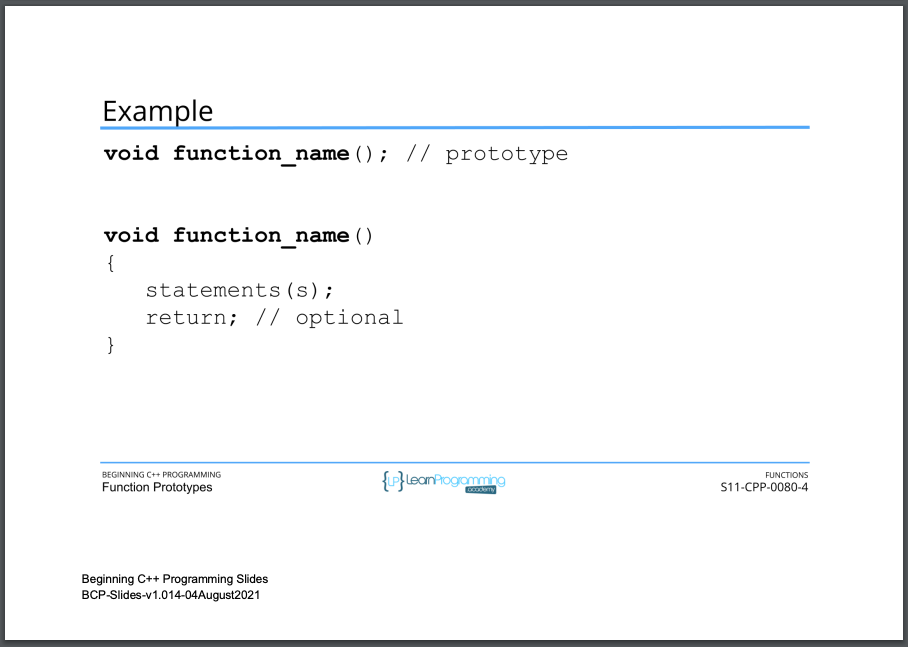 Example
void function_name(); // prototype
void function_name()
{
statements(s);
return; // optional
}
BEGINNING C++ PROGRAMMING
Function Prototypes
{LP} LearnProgramming
academy
FUNCTIONS
S11-CPP-0080-4
Beginning C++ Programming Slides
BCP-Slides-v1.014-04August2021